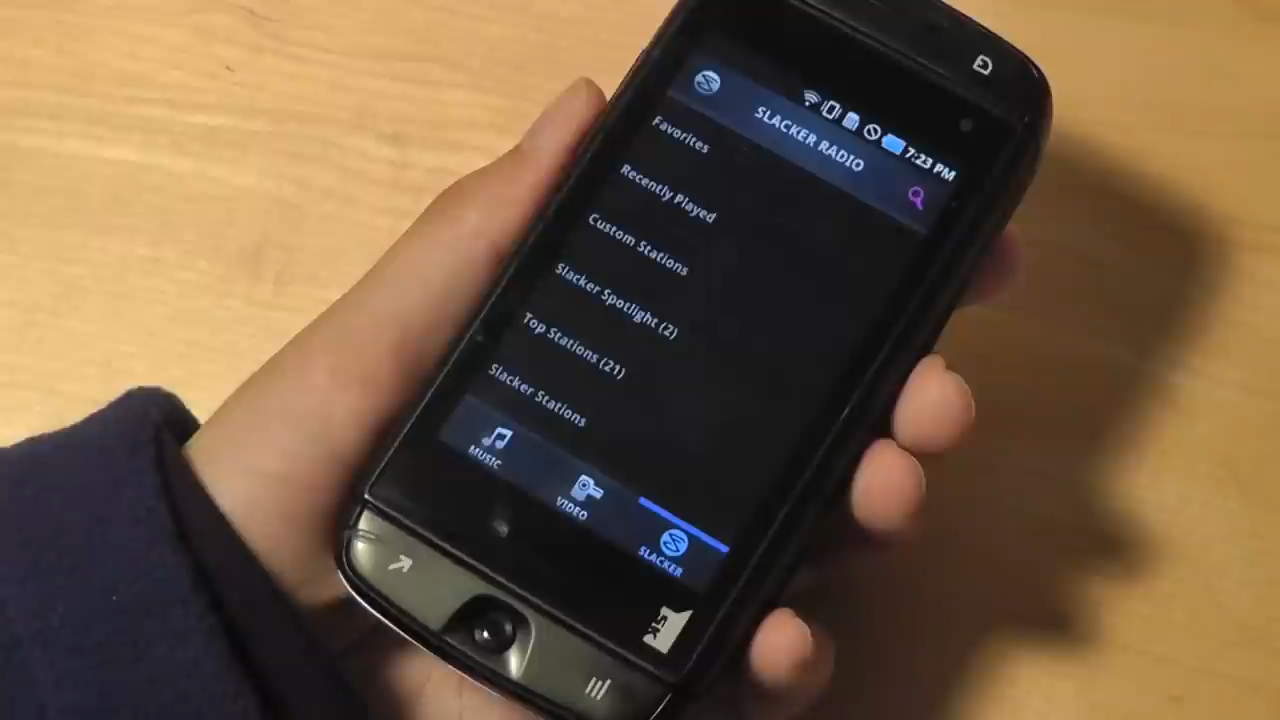 7:23 PM
SLACKER RADIO
Favorites
Recently Played
Custom Stations
Slacker Spotlight (2)
Top Stations (21)
Slacker Stations
MUSIC
VIDEO
SLACKER
SK